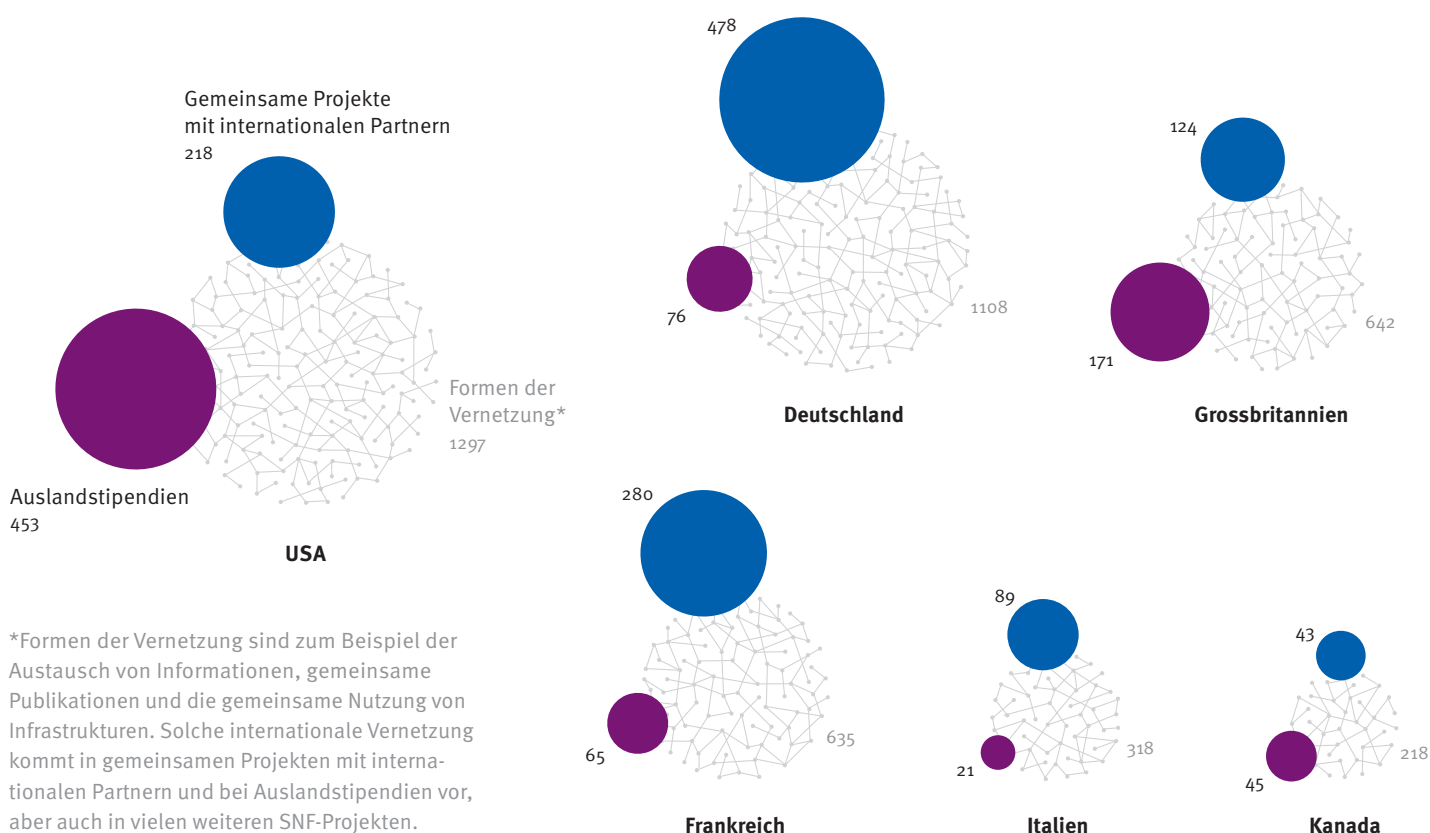 Gemeinsame Projekte
mit internationalen Partnern
218
Formen der
Vernetzung*
1297
Auslandstipendien
453
USA
478
76
1108
Deutschland
124
171
642
Grossbritannien
280
65
635
Frankreich
89
21
318
Italien
43
45
218
Kanada
*Formen der Vernetzung sind zum Beispiel der
Austausch von Informationen, gemeinsame
Publikationen und die gemeinsame Nutzung von
Infrastrukturen. Solche internationale Vernetzung
kommt in gemeinsamen Projekten mit interna-
tionalen Partnern und bei Auslandstipendien vor,
aber auch in vielen weiteren SNF-Projekten.